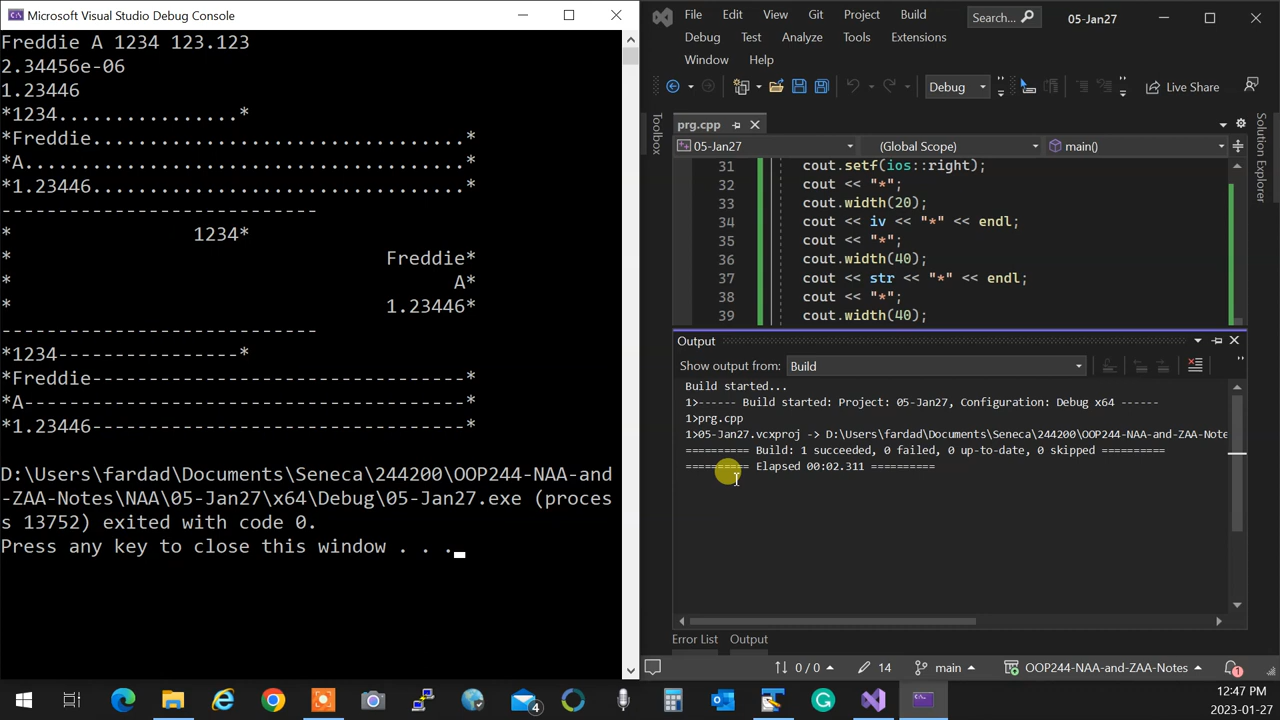 Microsoft Visual Studio Debug Console
Freddie A 1234 123.123
2.34456e-06
1.23446
*1234................*
*Freddie.................................*
*A.......................................*
*1.23446.................................*
----------------------------
*                1234*
*                                 Freddie*
*                                       A*
*                                 1.23446*
----------------------------
*1234----------------*
*Freddie---------------------------------*
*A---------------------------------------*
*1.23446---------------------------------*
D:\Users\fardad\Documents\Seneca\244200\OOP244-NAA-and
-ZAA-Notes\NAA\05-Jan27\x64\Debug\05-Jan27.exe (proces
s 13752) exited with code 0.
Press any key to close this window . . .
File Edit View Git Project Build Search... 05-Jan27
Debug Test Analyze Tools Extensions
Window Help
Debug Live Share
Toolbox
prg.cpp
05-Jan27 (Global Scope) main()
Solution Explorer
31 cout.setf(ios::right);
32 cout << "*";
33 cout.width(20);
34 cout << iv << "*" << endl;
35 cout << "*";
36 cout.width(40);
37 cout << str << "*" << endl;
38 cout << "*";
39 cout.width(40);
Output
Show output from: Build
Build started...
1>------ Build started: Project: 05-Jan27, Configuration: Debug x64 ------
1>prg.cpp
1>05-Jan27.vcxproj -> D:\Users\fardad\Documents\Seneca\244200\OOP244-NAA-and-ZAA-Note
========== Build: 1 succeeded, 0 failed, 0 up-to-date, 0 skipped ==========
========== Elapsed 00:02.311 ==========
Error List Output
0 / 0 14 main OOP244-NAA-and-ZAA-Notes 1
4
12:47 PM
2023-01-27